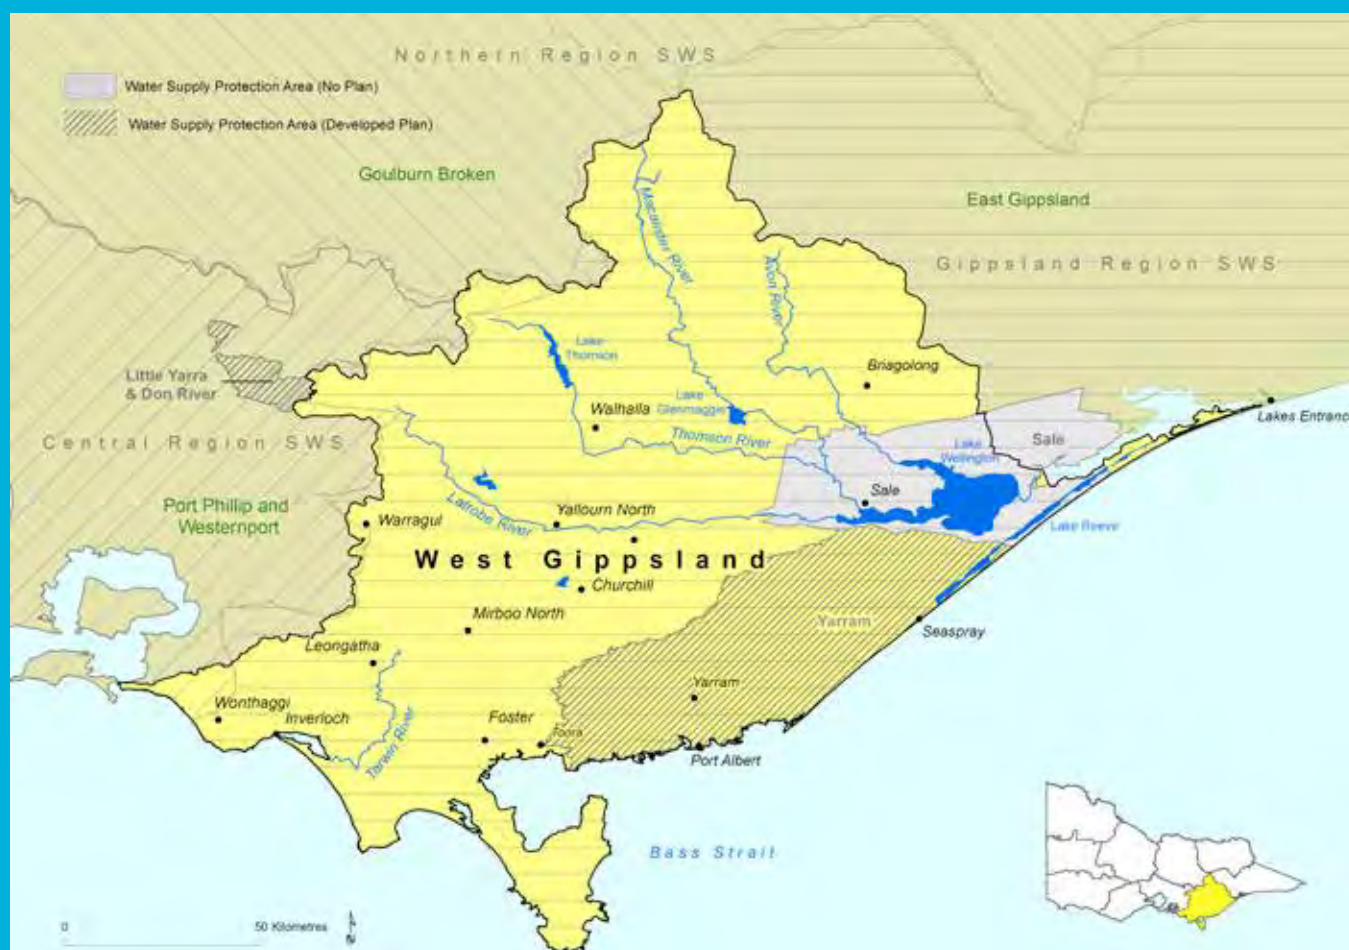 Northern Region SWS
Water Supply Protection Area (No Plan)
Water Supply Protection Area (Developed Plan)
Goulburn Broken
East Gippsland
Gippsland Region SWS
Macalister River
Avon River
Lake
Thomson
Little Yarra
& Don River
Briagolong
Lake
Glenmaggie
Walhalla
Thomson River
Lakes Entranc
Central Region SWS
Sale
Lake
Wellington
Sale
Port Phillip and
Westernport
Latrobe River
Yallourn North
Warragul
Lake Reeve
West Gippsland
Churchill
Mirboo North
Yarram
Seaspray
Leongatha
Yarram
Wonthaggi
Inverloch
Tarwin River
Foster
Toora
Port Albert
Bass Strait
0
50 Kilometres
N